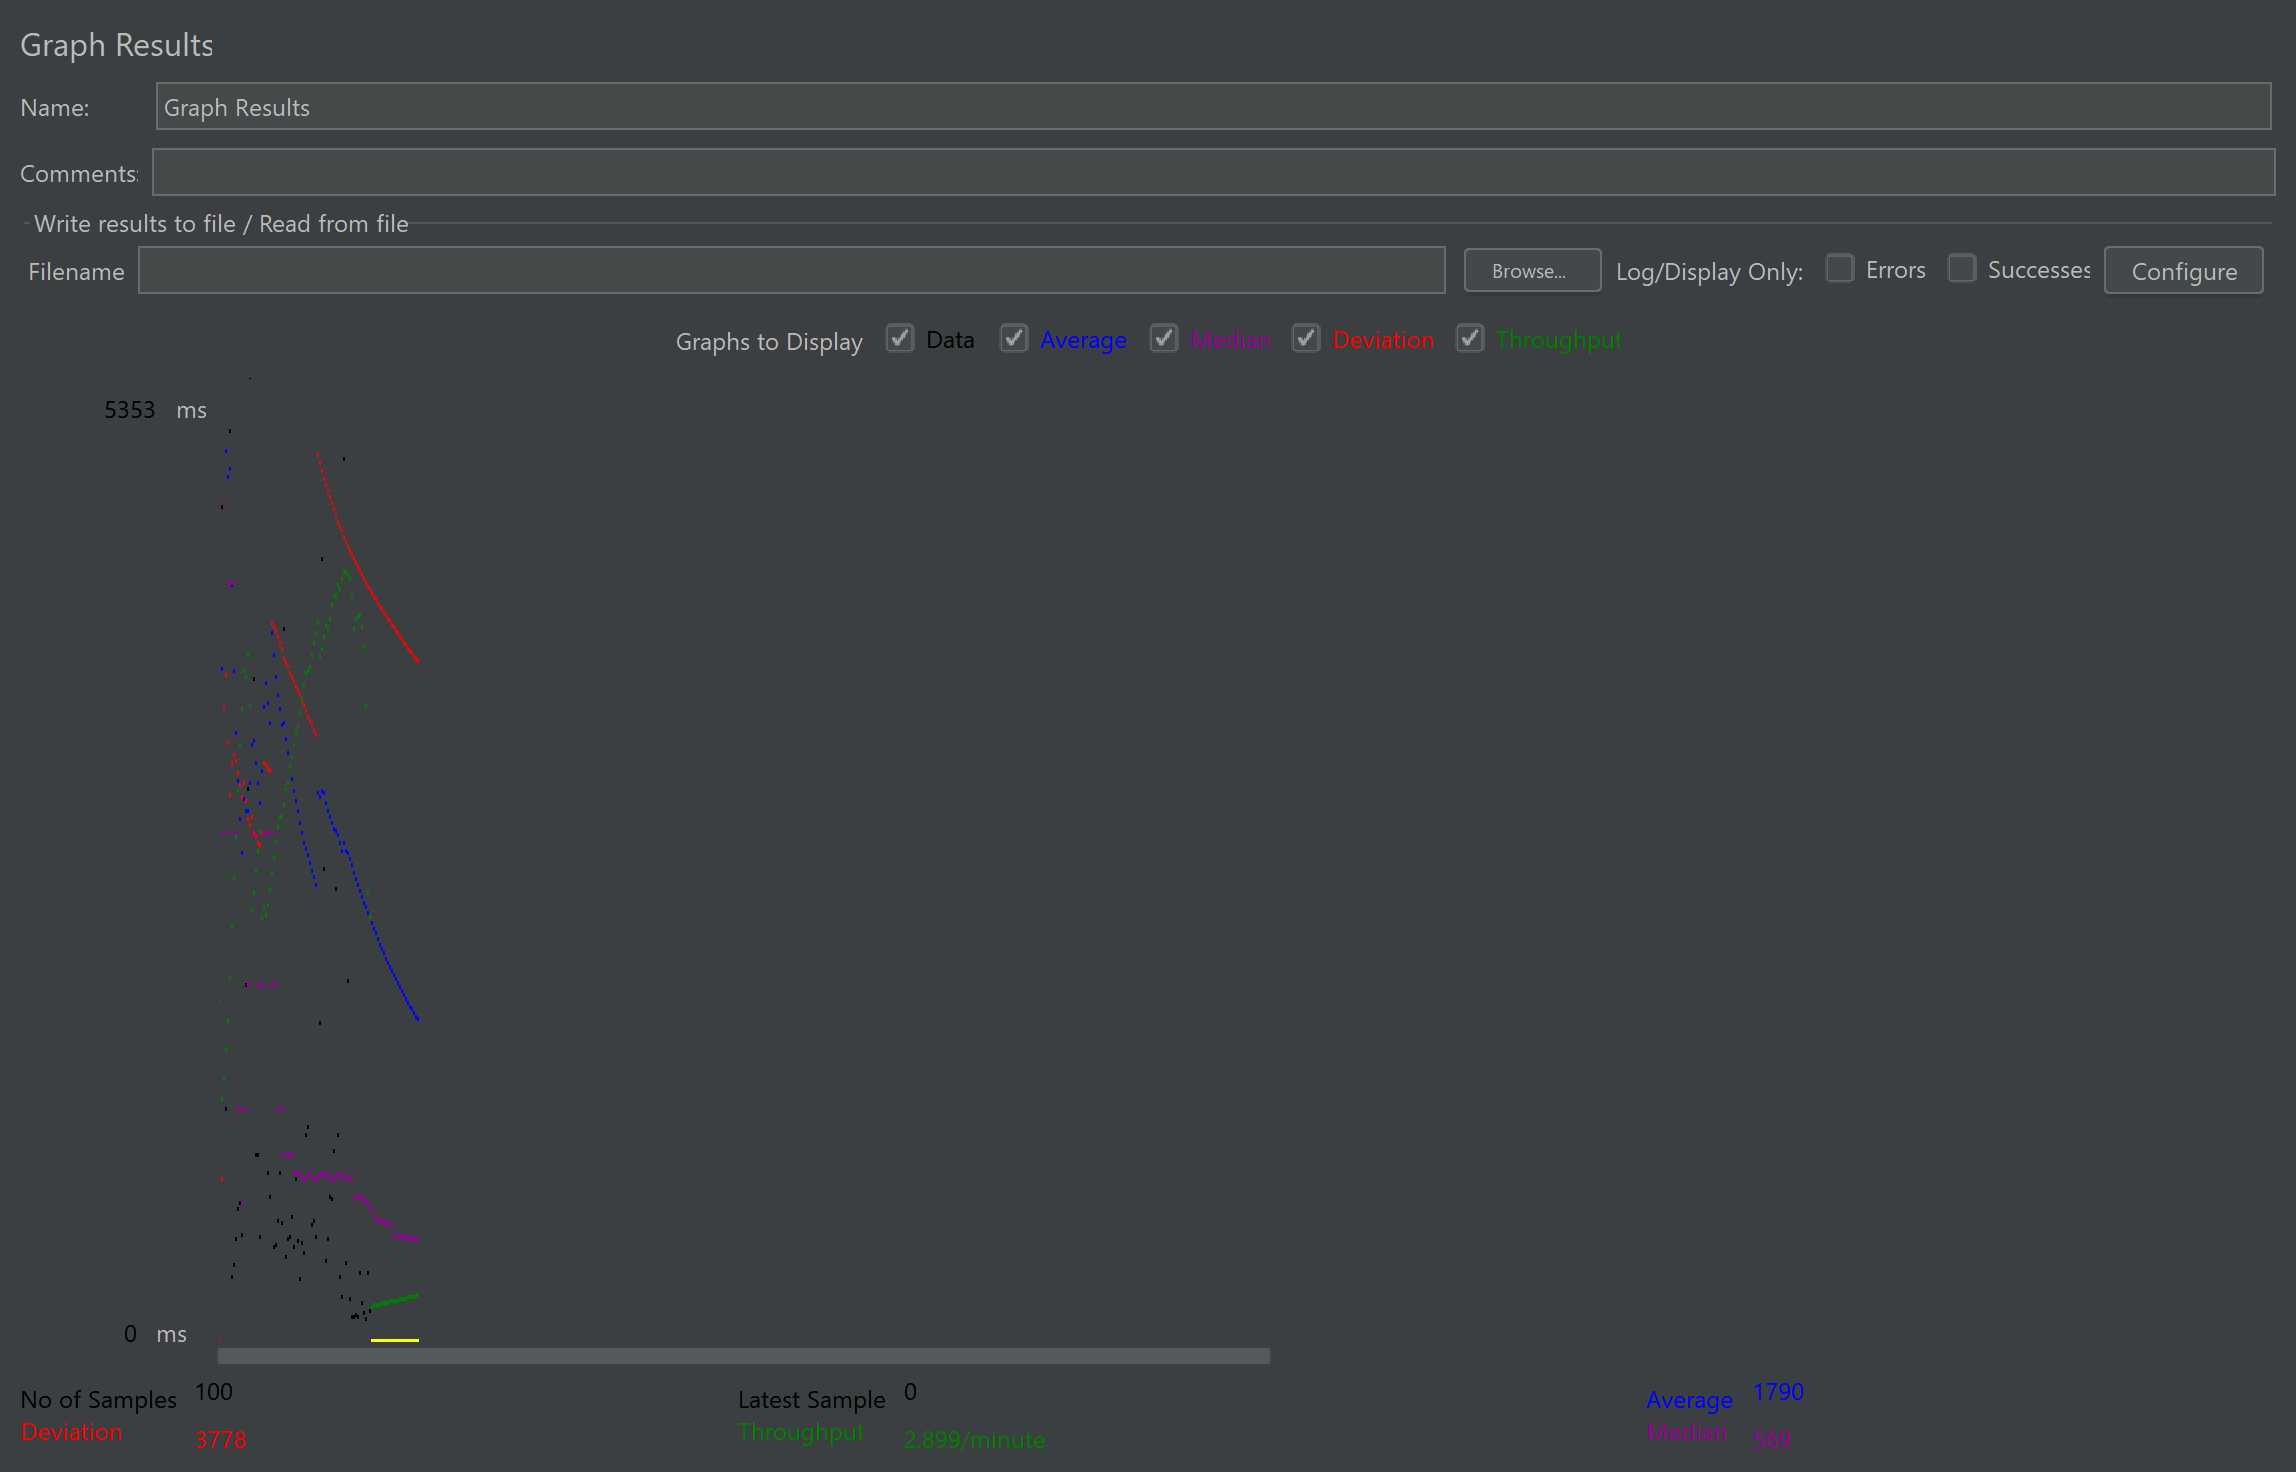 Graph Results
Name: Graph Results
Comments:
Write results to file / Read from file
Filename Browse... Log/Display Only: Errors Successes Configure
Graphs to Display Data Average Median Deviation Throughput
5353 ms
0 ms
No of Samples 100 Latest Sample 0 Average 1790
Deviation 3778 Throughput 2.899/minute Median 569